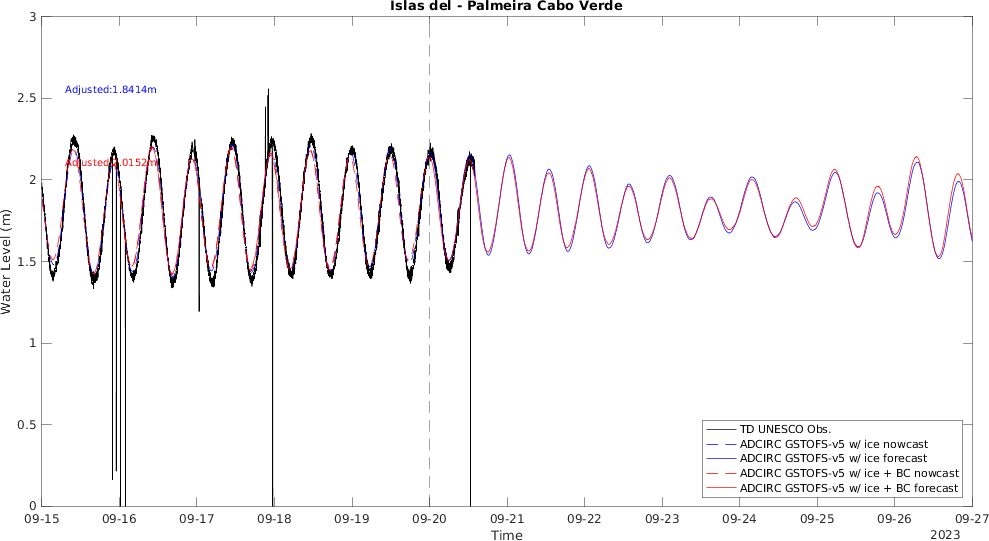 Islas del - Palmeira Cabo Verde
3
2.5
2
1.5
1
0.5
0
Water Level (m)
Adjusted:1.8414m
TD UNESCO Obs.
ADCIRC GSTOFS-v5 w/ ice nowcast
ADCIRC GSTOFS-v5 w/ ice forecast
ADCIRC GSTOFS-v5 w/ ice + BC nowcast
ADCIRC GSTOFS-v5 w/ ice + BC forecast
09-15 09-16 09-17 09-18 09-19 09-20 09-21 09-22 09-23 09-24 09-25 09-26 09-27
Time
2023